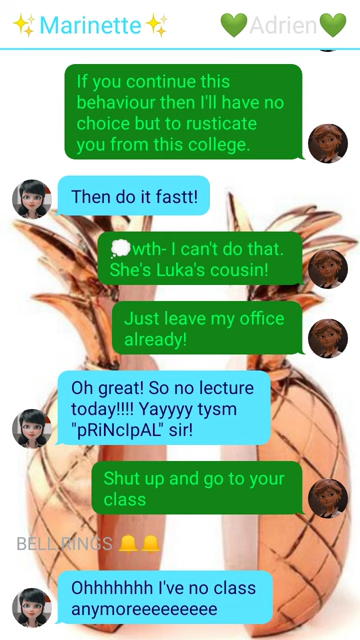 ✨Marinette✨ 💚Adrien💚
If you continue this
behaviour then I'll have no
choice but to rusticate
you from this college.
Then do it fastt!
💭wth- I can't do that.
She's Luka's cousin!
Just leave my office
already!
Oh great! So no lecture
today!!!! Yayyyy tysm
"pRiNcIpAL" sir!
Shut up and go to your
class
BELL RINGS 🔔🔔
Ohhhhhhh I've no class
anymoreeeeeeeee